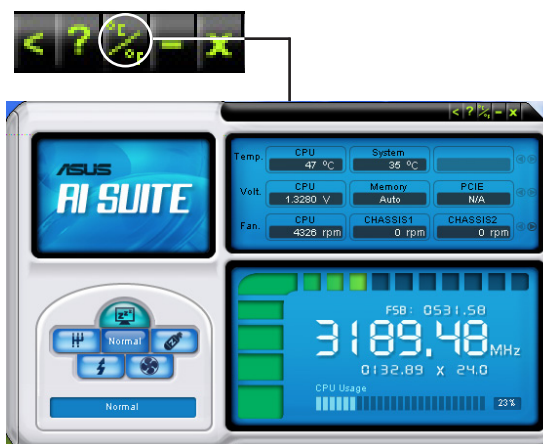 < ? °C/°F - x
< ? °C/°F - x
ASUS
AI SUITE
Temp. CPU 47 °C System 35 °C
Volt. CPU 1.3280 V Memory Auto PCIE N/A
Fan. CPU 4326 rpm CHASSIS1 0 rpm CHASSIS2 0 rpm
FSB: 0531.58
3189.48 MHz
0132.89 x 24.0
CPU Usage
23%
zzz
Normal
Normal